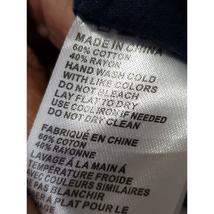 MADE IN CHINA
60% COTTON
40% RAYON
HAND WASH COLD
WITH LIKE COLORS
DO NOT BLEACH
LAY FLAT TO DRY
USE COOL IRON IF NEEDED
DO NOT DRY CLEAN
FABRIQUÉ EN CHINE
60% COTON
40% RAYONNE
LAVAGE À LA MAIN À
TEMPÉRATURE FROIDE
AVEC COULEURS SIMILAIRES
PAS DE BLANCHIMENT
À PLAT POUR LE